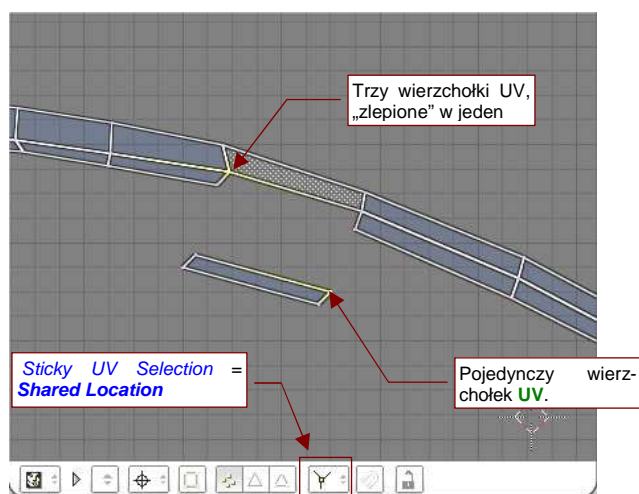 Trzy wierzchołki UV,
„zlepione” w jeden
Sticky UV Selection =
Shared Location
Pojedynczy wierz-
chołek UV.